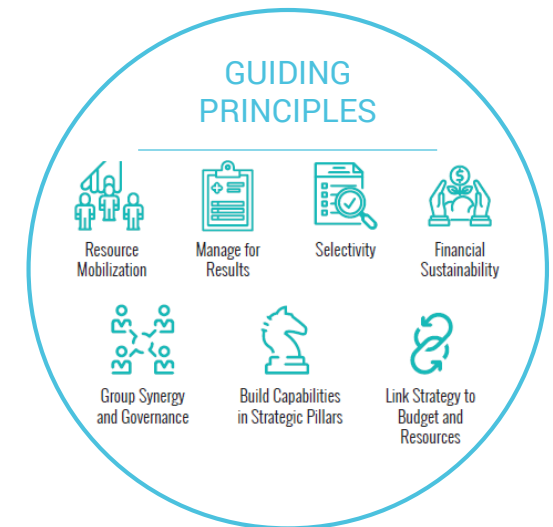 GUIDING
PRINCIPLES
Resource
Mobilization
Manage for
Results
Selectivity
Financial
Sustainability
Group Synergy
and Governance
Build Capabilities
in Strategic Pillars
Link Strategy to
Budget and
Resources